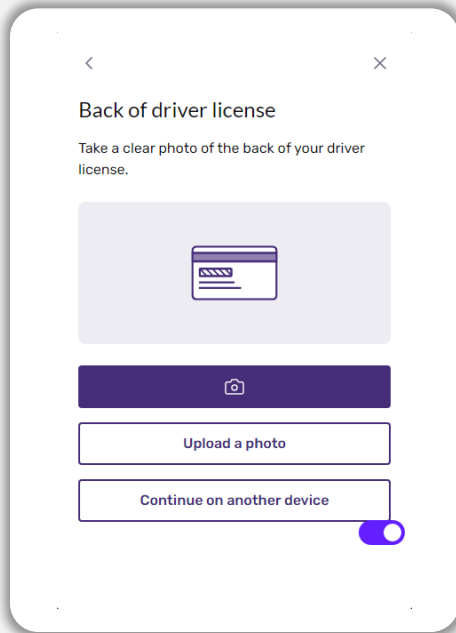 Back of driver license
Take a clear photo of the back of your driver
license.
Upload a photo
Continue on another device